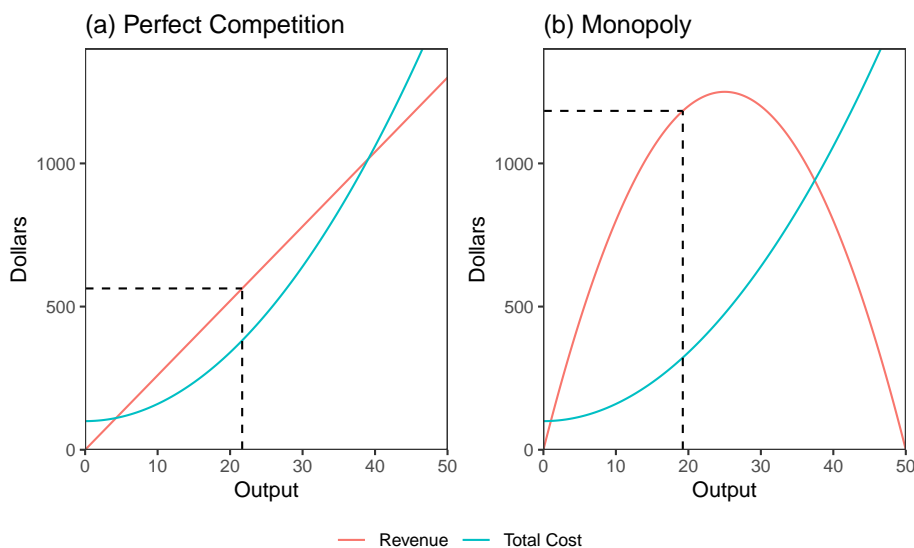 (a) Perfect Competition
Dollars
1000
500
0
0 10 20 30 40 50
Output
(b) Monopoly
Dollars
1000
500
0
0 10 20 30 40 50
Output
Revenue Total Cost